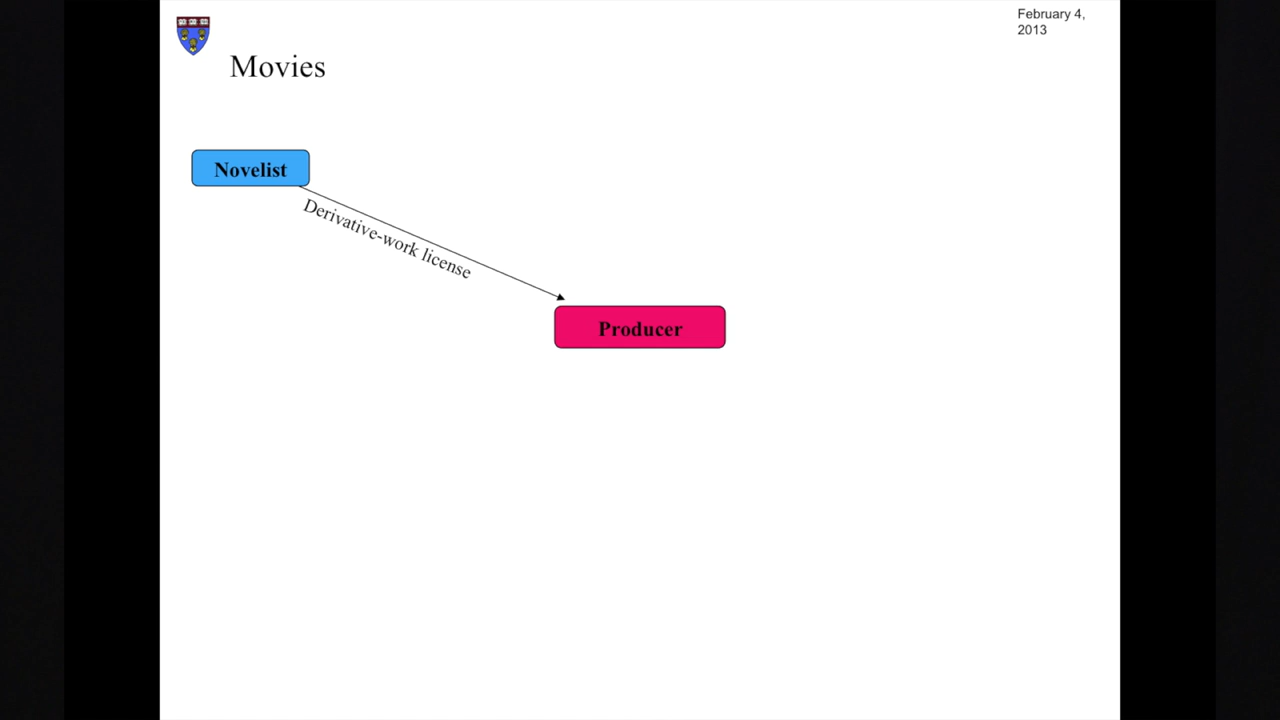 February 4,
2013
Movies
Novelist
Derivative-work license
Producer